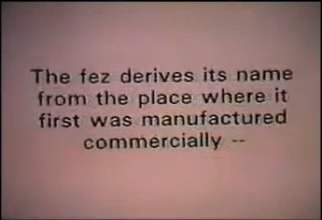 The fez derives its name
from the place where it
first was manufactured
commercially --